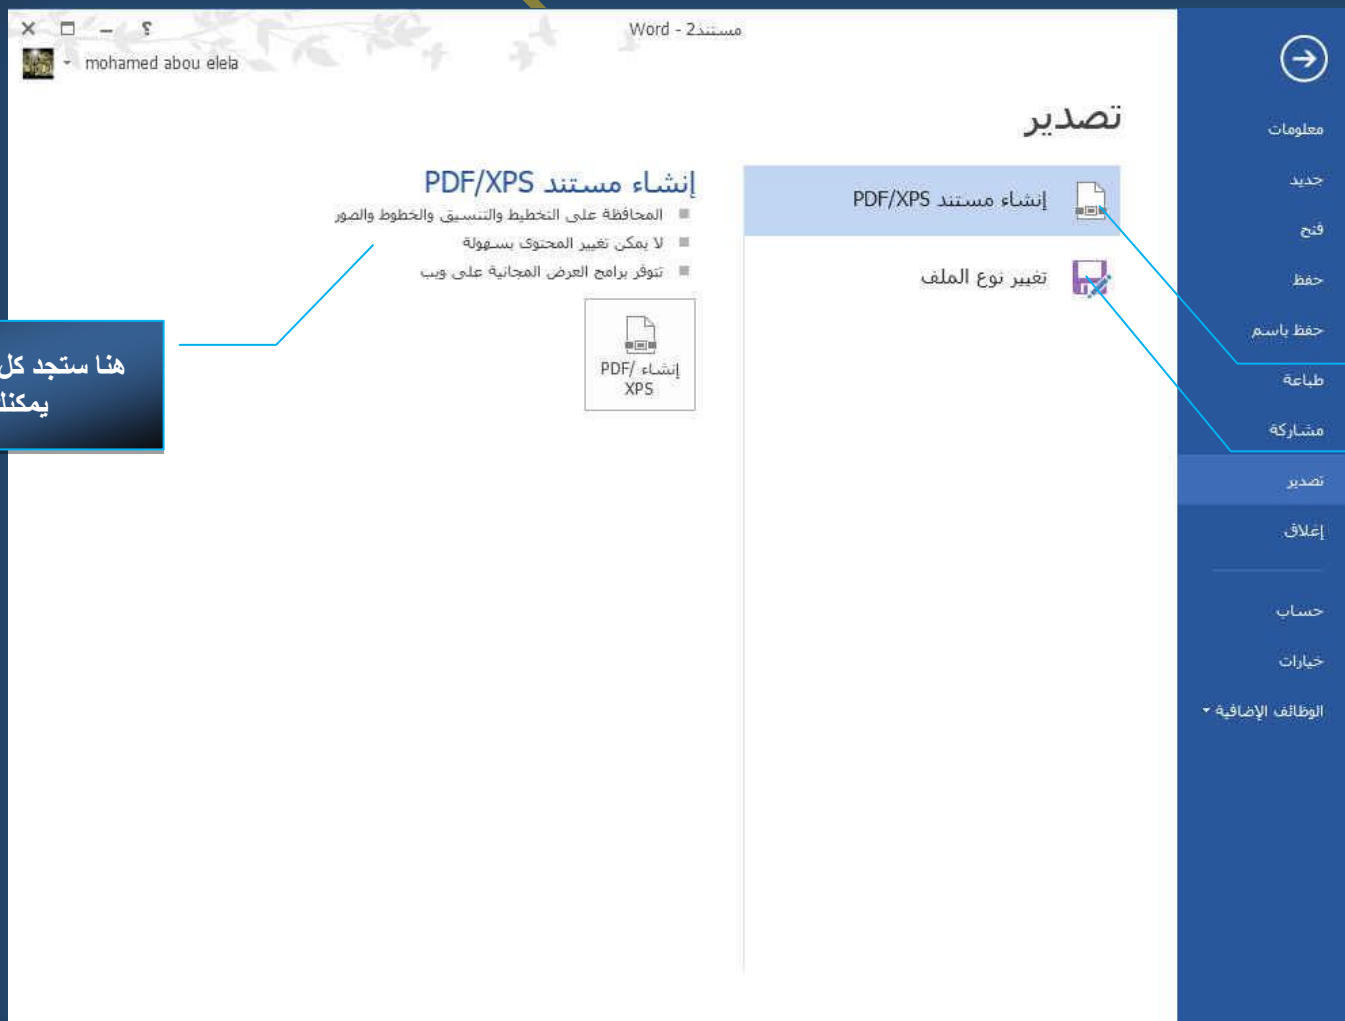 مستند2 - Word
؟
mohamed abou elela
معلومات
جديد
فتح
حفظ
حفظ باسم
طباعة
مشاركة
تصدير
إغلاق
حساب
خيارات
الوظائف الإضافية
تصدير
إنشاء مستند PDF/XPS
تغيير نوع الملف
إنشاء مستند PDF/XPS
المحافظة على التخطيط والتنسيق والخطوط والصور
لا يمكن تغيير المحتوى بسهولة
تتوفر برامج العرض المجانية على ويب
إنشاء PDF/
XPS
هنا ستجد كل